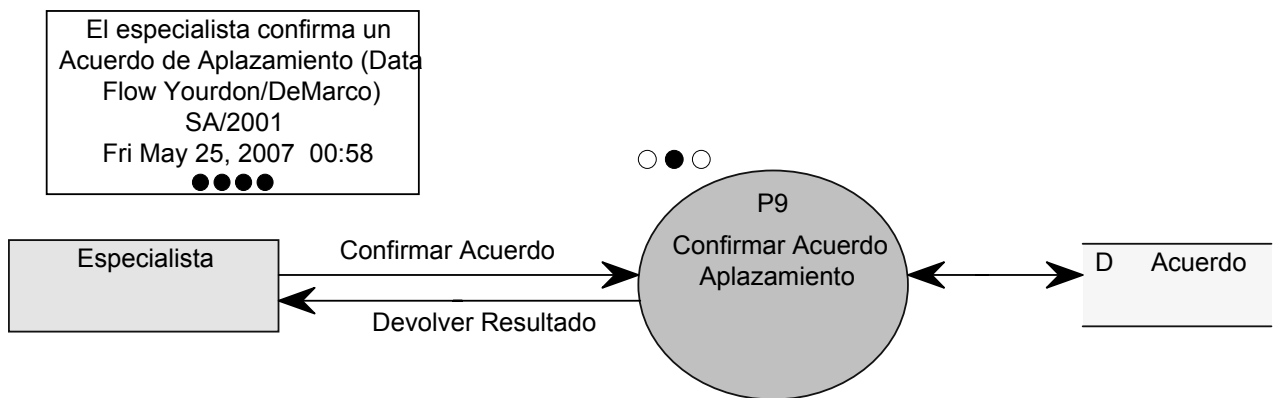 El especialista confirma un
Acuerdo de Aplazamiento (Data
Flow Yourdon/DeMarco)
SA/2001
Fri May 25, 2007 00:58
P9
Confirmar Acuerdo
Aplazamiento
Especialista
Confirmar Acuerdo
Devolver Resultado
D Acuerdo